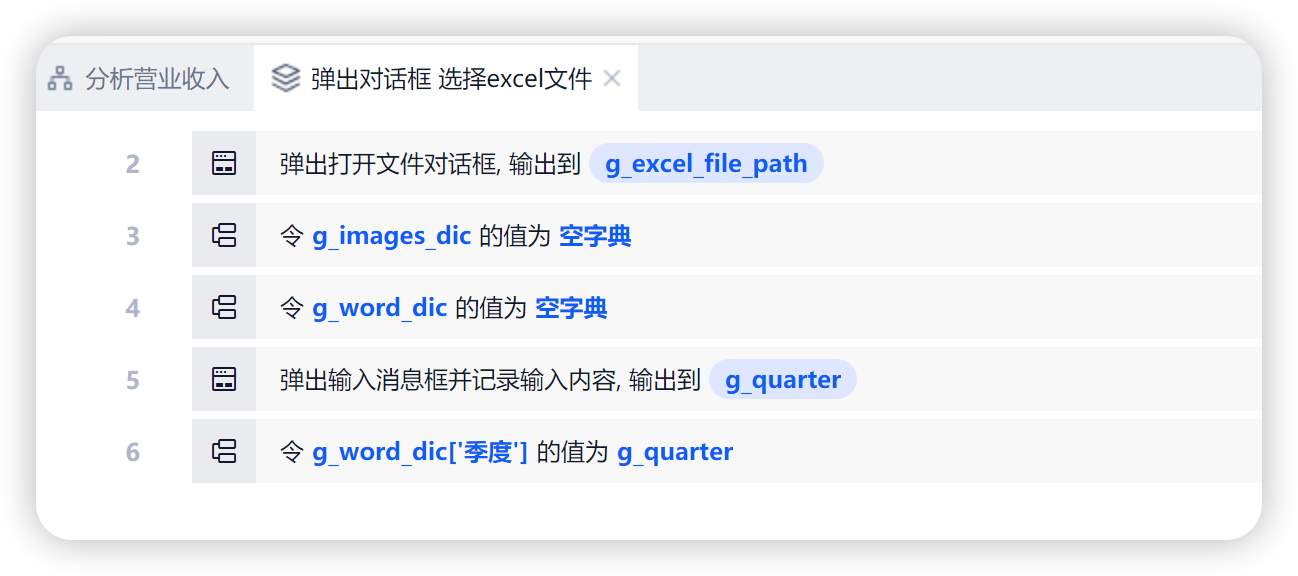 分析营业收入 弹出对话框 选择excel文件
2 弹出打开文件对话框, 输出到 g_excel_file_path
3 令 g_images_dic 的值为 空字典
4 令 g_word_dic 的值为 空字典
5 弹出输入消息框并记录输入内容, 输出到 g_quarter
6 令 g_word_dic['季度'] 的值为 g_quarter